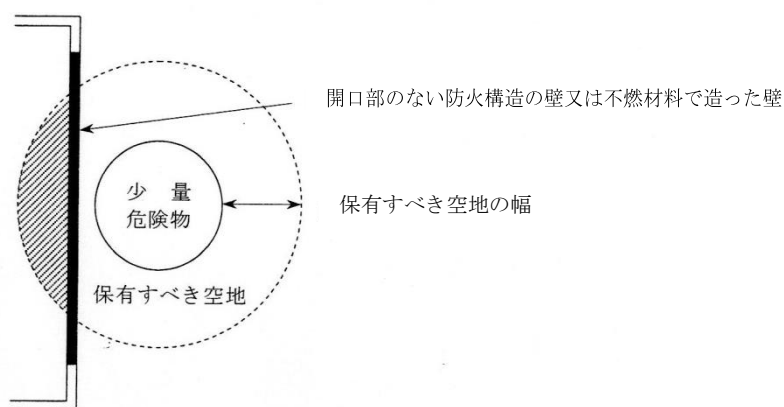 開口部のない防火構造の壁又は不燃材料で造った壁
少量
危険物
保有すべき空地の幅
保有すべき空地